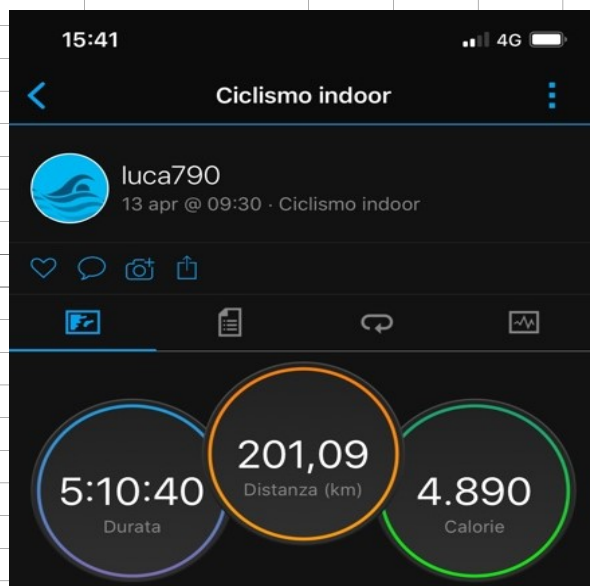 15:41
4G
Ciclismo indoor
luca790
13 apr @ 09:30 · Ciclismo indoor
5:10:40
Durata
201,09
Distanza (km)
4.890
Calorie